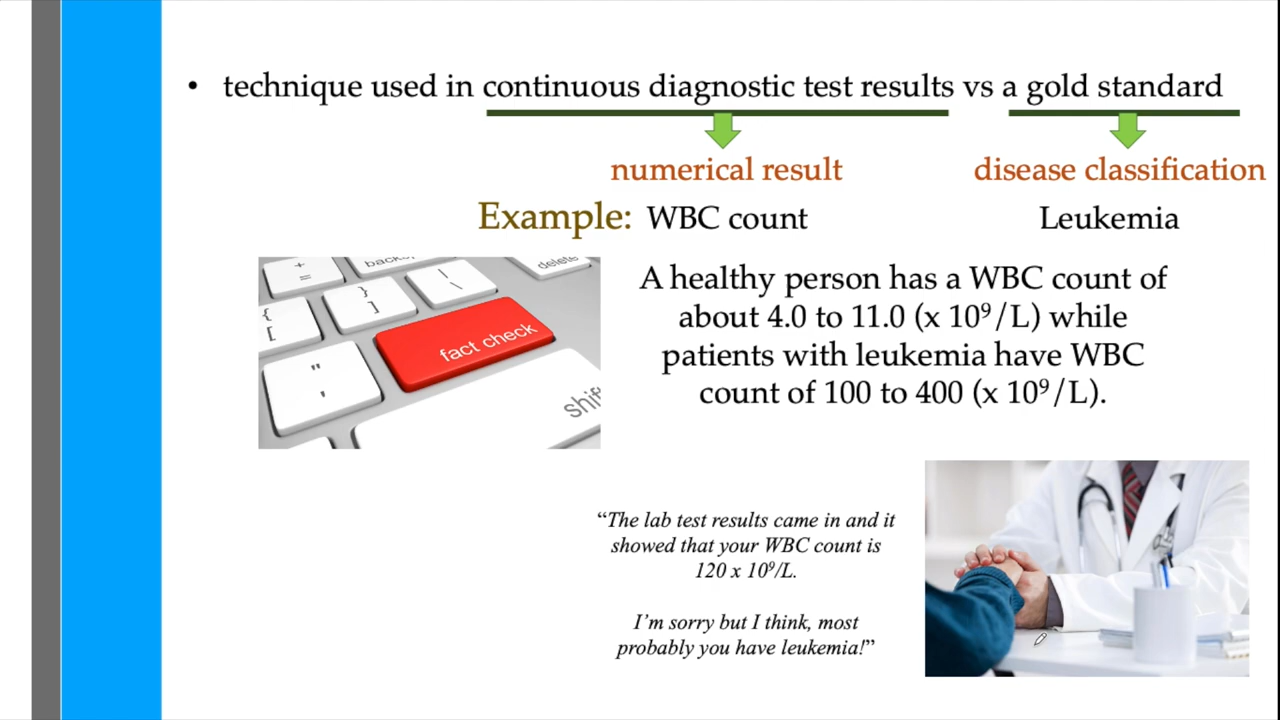 • technique used in continuous diagnostic test results vs a gold standard
numerical result
disease classification
Example: WBC count
Leukemia
A healthy person has a WBC count of
about 4.0 to 11.0 (x 10⁹/L) while
patients with leukemia have WBC
count of 100 to 400 (x 10⁹/L).
+
=
delete
}
]
|
\
{
[
fact check
"
'
shif
“The lab test results came in and it
showed that your WBC count is
120 x 10⁹/L.
I’m sorry but I think, most
probably you have leukemia!”